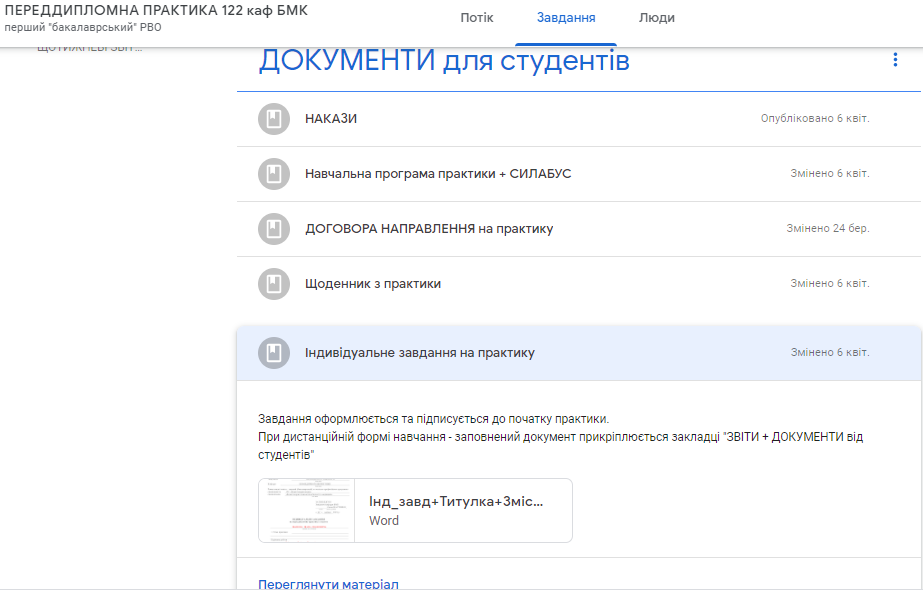 ПЕРЕДДИПЛОМНА ПРАКТИКА 122 каф БМК
перший "бакалаврський" РВО
Потік
Завдання
Люди
ДОКУМЕНТИ для студентів
НАКАЗИ
Опубліковано 6 квіт.
Навчальна програма практики + СИЛАБУС
Змінено 6 квіт.
ДОГОВОРА НАПРАВЛЕННЯ на практику
Змінено 24 бер.
Щоденник з практики
Змінено 6 квіт.
Індивідуальне завдання на практику
Змінено 6 квіт.
Завдання оформлюється та підписується до початку практики.
При дистанційній формі навчання - заповнений документ прикріплюється закладці "ЗВІТИ + ДОКУМЕНТИ від
студентів"
Інд_завд+Титулка+Зміс...
Word
Переглянути матеріал